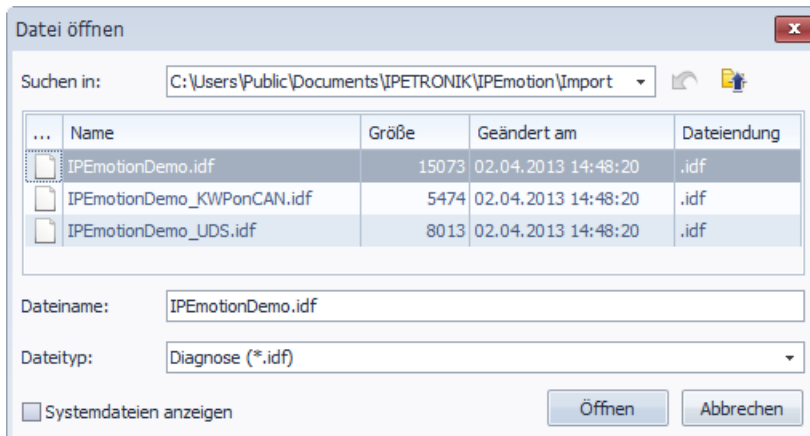 Datei öffnen
Suchen in: C:\Users\Public\Documents\IPETRONIK\IPEmotion\Import
... Name Größe Geändert am Dateiendung
IPEmotionDemo.idf 15073 02.04.2013 14:48:20 .idf
IPEmotionDemo_KWPonCAN.idf 5474 02.04.2013 14:48:20 .idf
IPEmotionDemo_UDS.idf 8013 02.04.2013 14:48:20 .idf
Dateiname: IPEmotionDemo.idf
Dateityp: Diagnose (*.idf)
Systemdateien anzeigen Öffnen Abbrechen